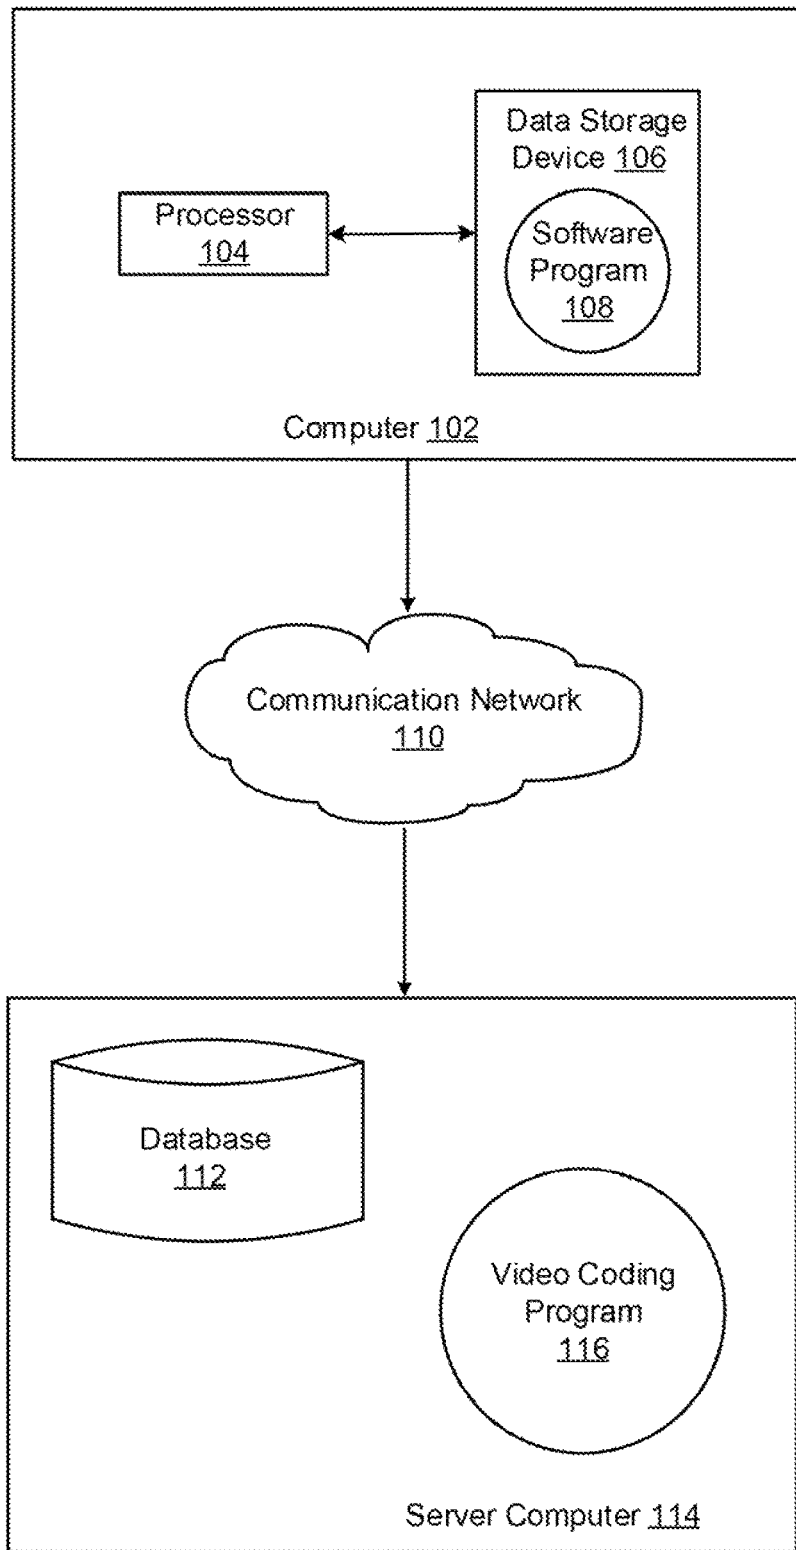 Data Storage
Device 106
Processor
104
Software
Program
108
Computer 102
Communication Network
110
Database
112
Video Coding
Program
116
Server Computer 114